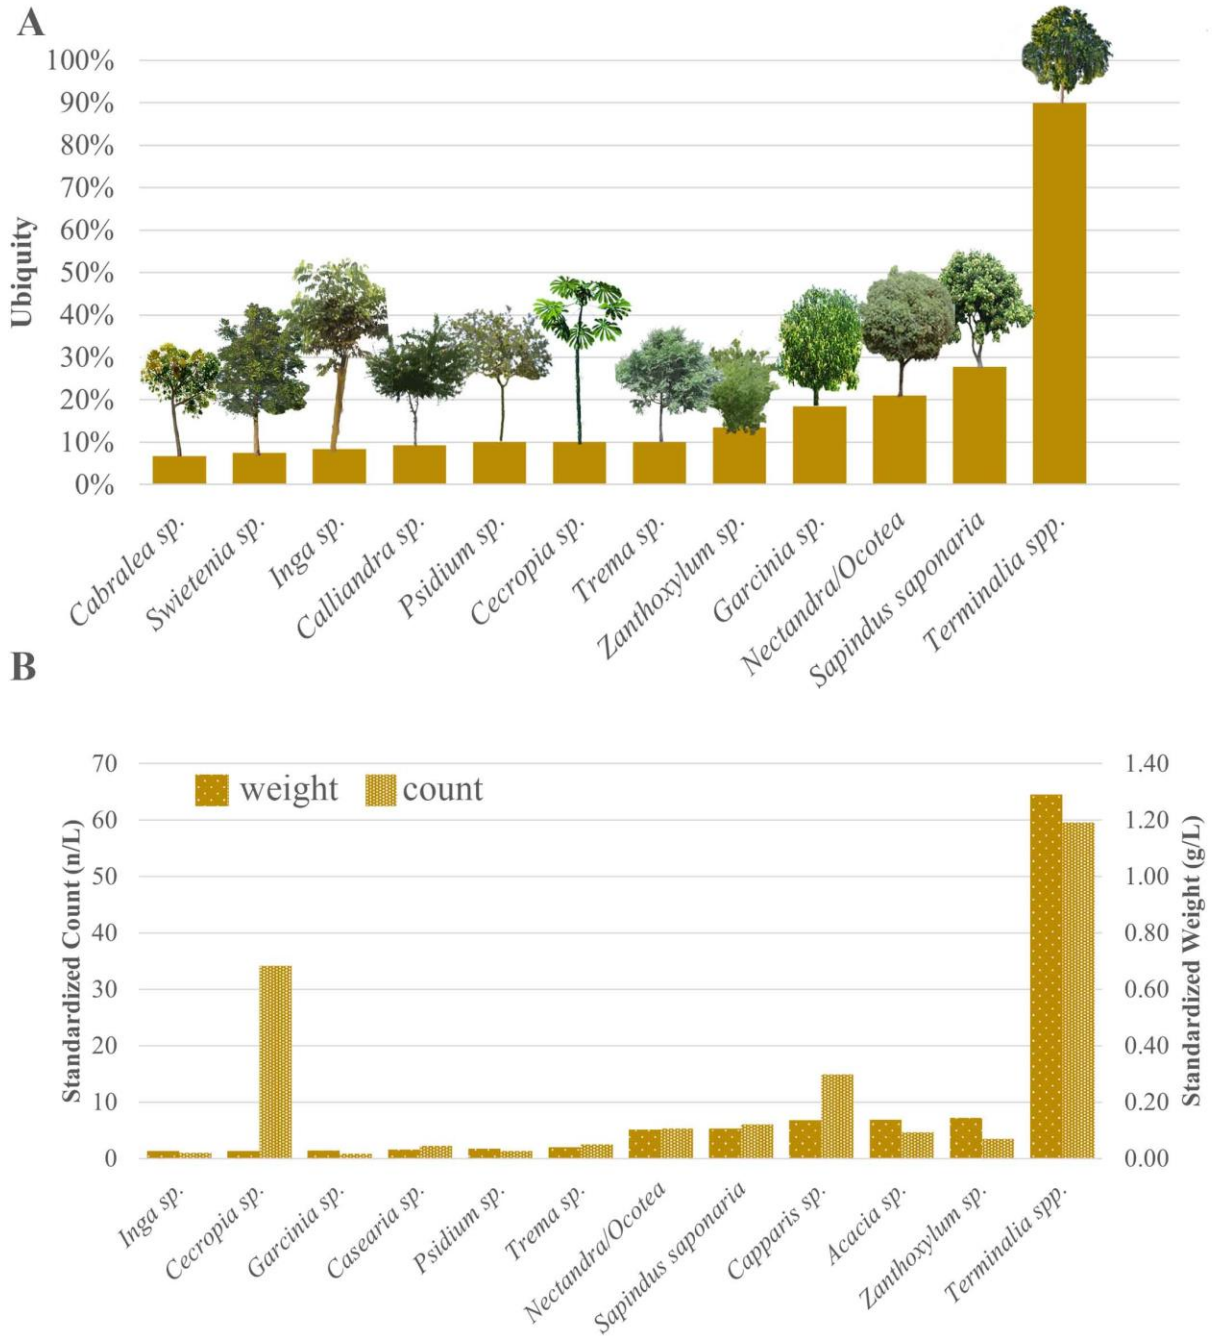 A
100%
90%
80%
70%
60%
50%
40%
30%
20%
10%
0%
Ubiquity
Cabralea sp.
Swietenia sp.
Inga sp.
Calliandra sp.
Psidium sp.
Cecropia sp.
Trema sp.
Zanthoxylum sp.
Garcinia sp.
Nectandra/Ocotea
Sapindus saponaria
Terminalia spp.
B
weight
count
70
60
50
40
30
20
10
0
Standardized Count (n/L)
1.40
1.20
1.00
0.80
0.60
0.40
0.20
0.00
Standardized Weight (g/L)
Inga sp.
Cecropia sp.
Garcinia sp.
Casearia sp.
Psidium sp.
Trema sp.
Nectandra/Ocotea
Sapindus saponaria
Capparis sp.
Acacia sp.
Zanthoxylum sp.
Terminalia spp.